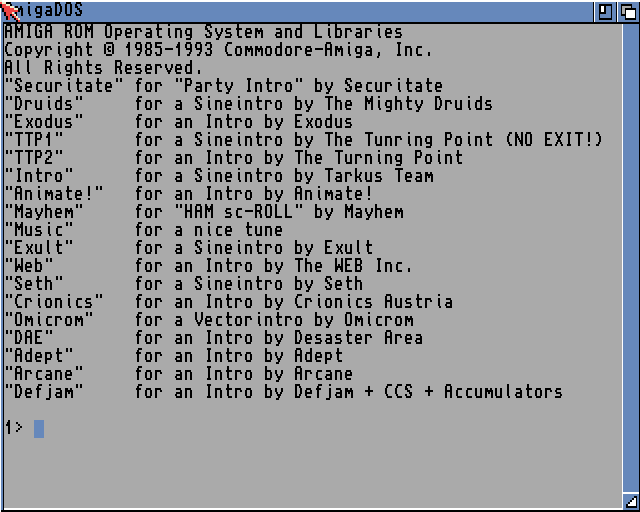 AmigaDOS
AMIGA ROM Operating System and Libraries
Copyright © 1985-1993 Commodore-Amiga, Inc.
All Rights Reserved.
"Securitate" for "Party Intro" by Securitate
"Druids" for a Sineintro by The Mighty Druids
"Exodus" for an Intro by Exodus
"TTP1" for a Sineintro by The Tunring Point (NO EXIT!)
"TTP2" for an Intro by The Turning Point
"Intro" for a Sineintro by Tarkus Team
"Animate!" for an Intro by Animate!
"Mayhem" for "HAM sc-ROLL" by Mayhem
"Music" for a nice tune
"Exult" for a Sineintro by Exult
"Web" for an Intro by The WEB Inc.
"Seth" for a Sineintro by Seth
"Crionics" for an Intro by Crionics Austria
"Omicrom" for a Vectorintro by Omicrom
"DAE" for an Intro by Desaster Area
"Adept" for an Intro by Adept
"Arcane" for an Intro by Arcane
"Defjam" for an Intro by Defjam + CCS + Accumulators
1>